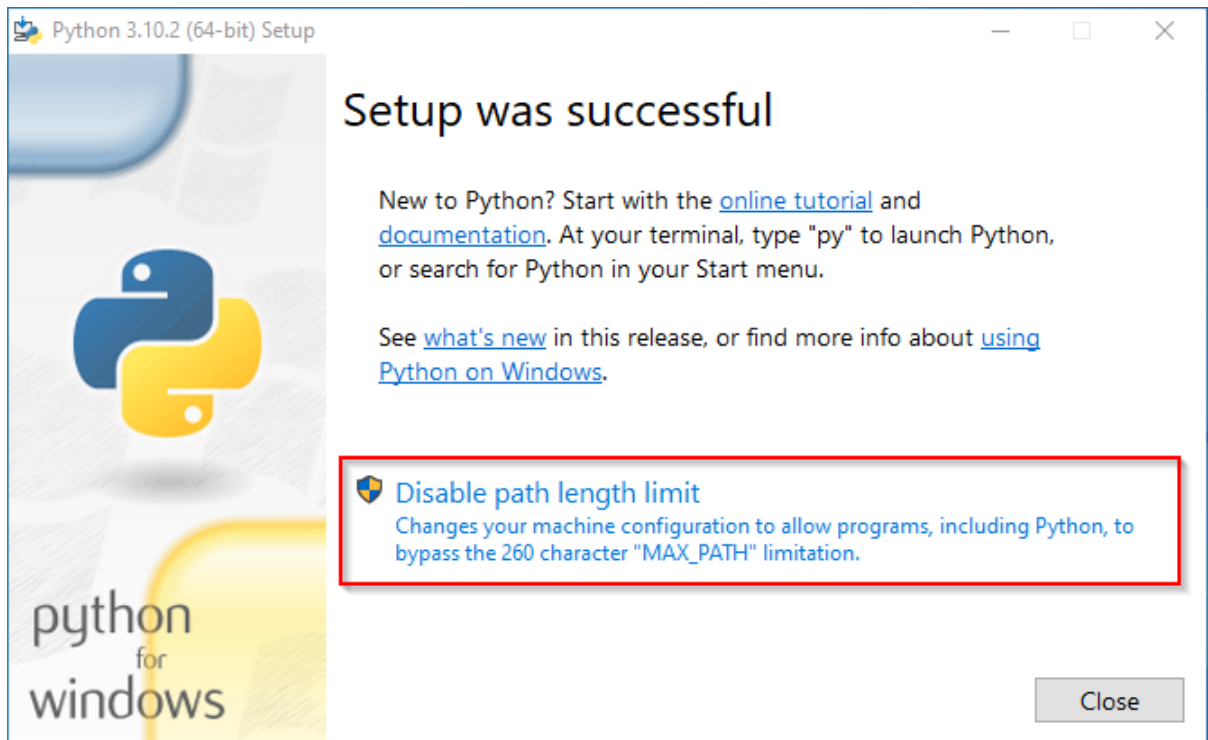 Python 3.10.2 (64-bit) Setup
Setup was successful
New to Python? Start with the online tutorial and
documentation. At your terminal, type "py" to launch Python,
or search for Python in your Start menu.
See what's new in this release, or find more info about using
Python on Windows.
Disable path length limit
Changes your machine configuration to allow programs, including Python, to
bypass the 260 character "MAX_PATH" limitation.
python
for
windows
Close